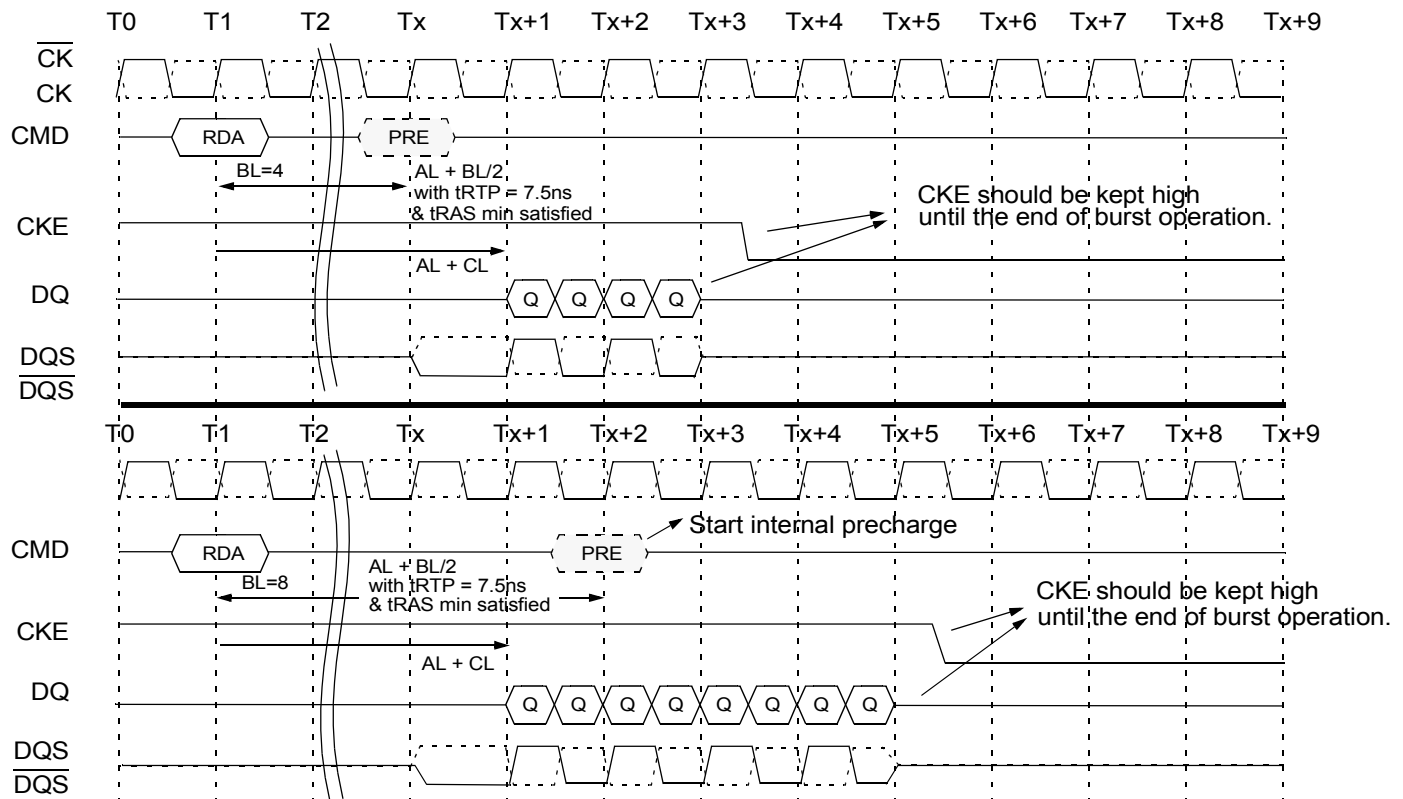 T0 T1 T2 Tx Tx+1 Tx+2 Tx+3 Tx+4 Tx+5 Tx+6 Tx+7 Tx+8 Tx+9
CK
CK
CMD RDA PRE
BL=4 AL + BL/2
with tRTP = 7.5ns
& tRAS min satisfied
CKE should be kept high
until the end of burst operation.
CKE
AL + CL
DQ Q Q Q Q
DQS
DQS
T0 T1 T2 Tx Tx+1 Tx+2 Tx+3 Tx+4 Tx+5 Tx+6 Tx+7 Tx+8 Tx+9
Start internal precharge
CMD RDA PRE
BL=8 AL + BL/2
with tRTP = 7.5ns
& tRAS min satisfied
CKE should be kept high
until the end of burst operation.
CKE
AL + CL
DQ Q Q Q Q Q Q Q Q
DQS
DQS